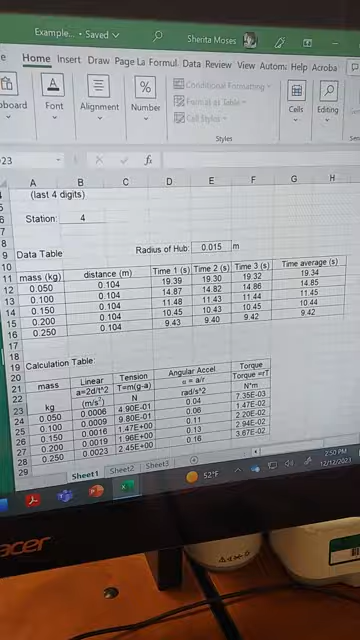 Example... • Saved
Sherita Moses
Home Insert Draw Page La Formul Data Review View Autom Help Acroba
Font Alignment Number Cells Editing
Conditional Formatting
Format as Table
Cell Styles
Styles
fx
A B C D E F G H
(last 4 digits)
Station: 4
Radius of Hub: 0.015 m
Data Table
mass (kg) distance (m) Time 1 (s) Time 2 (s) Time 3 (s) Time average (s)
0.050 0.104 19.39 19.30 19.32 19.34
0.100 0.104 14.87 14.82 14.86 14.85
0.150 0.104 11.48 11.43 11.44 11.45
0.200 0.104 10.45 10.43 10.45 10.44
0.250 0.104 9.43 9.40 9.42 9.42
Calculation Table:
mass Linear Tension Angular Accel Torque
a=2d/t^2 T=m(g-a) α = a/r Torque =rT
kg (m/s²) N rad/s^2 N*m
0.050 0.0006 4.90E-01 0.04 7.35E-03
0.100 0.0009 9.80E-01 0.06 1.47E-02
0.150 0.0016 1.47E+00 0.11 2.20E-02
0.200 0.0019 1.96E+00 0.13 2.94E-02
0.250 0.0023 2.45E+00 0.16 3.67E-02
Sheet1 Sheet2 Sheet3
52°F
2:50 PM
12/12/2023
acer